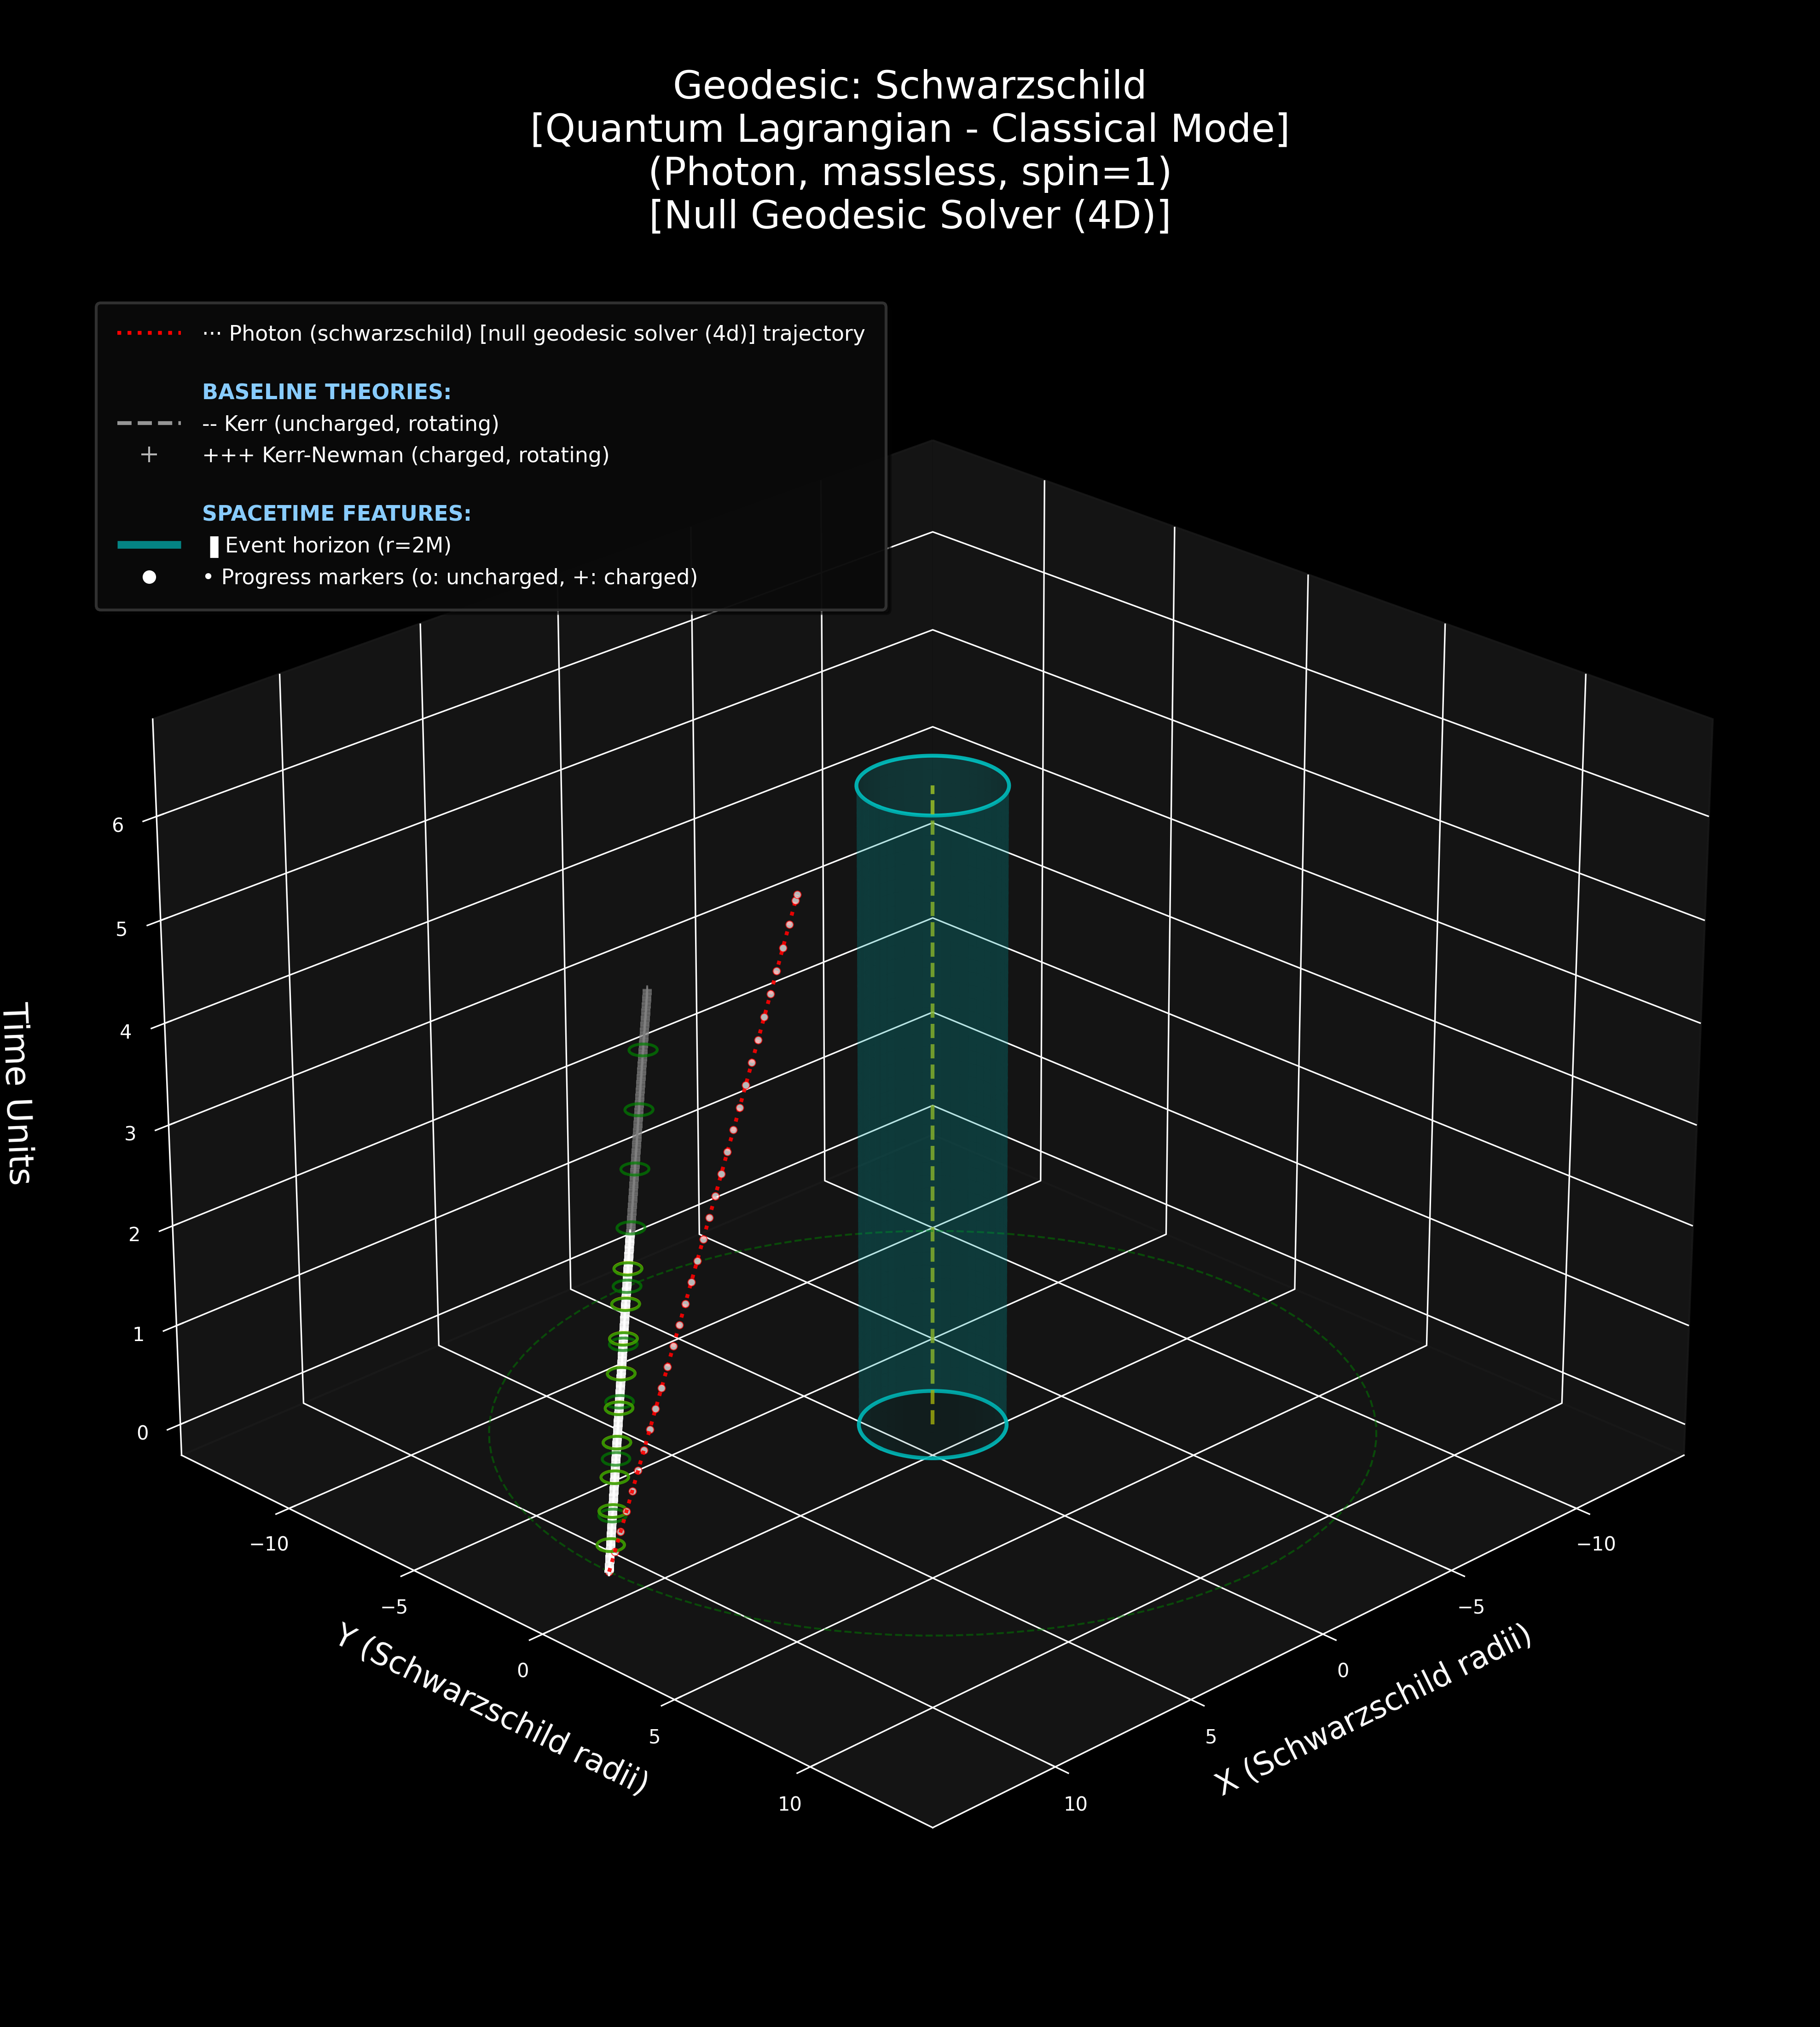 Geodesic: Schwarzschild
[Quantum Lagrangian - Classical Mode]
(Photon, massless, spin=1)
[Null Geodesic Solver (4D)]
··· Photon (schwarzschild) [null geodesic solver (4d)] trajectory
BASELINE THEORIES:
-- Kerr (uncharged, rotating)
+++ Kerr-Newman (charged, rotating)
SPACETIME FEATURES:
▐ Event horizon (r=2M)
• Progress markers (o: uncharged, +: charged)
Time Units
6
5
4
3
2
1
0
−10
−5
0
5
10
Y (Schwarzschild radii)
−10
−5
0
5
10
X (Schwarzschild radii)